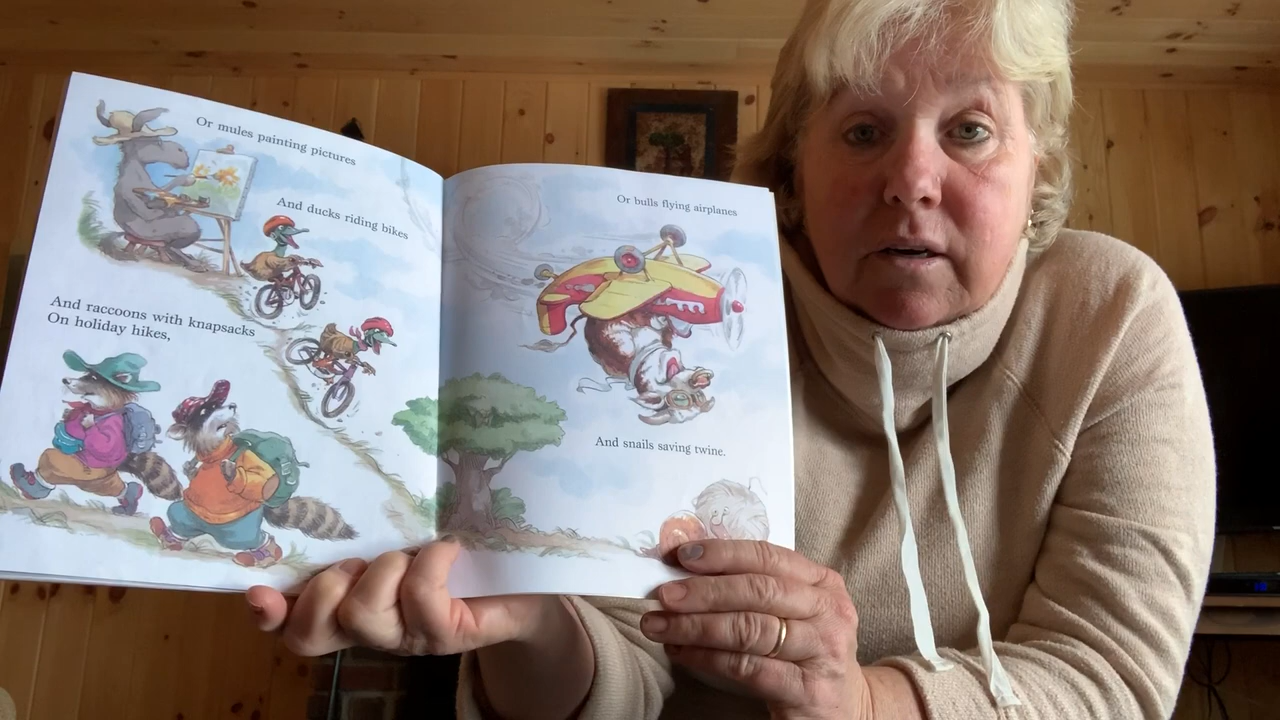 Or mules painting pictures
And ducks riding bikes
And raccoons with knapsacks
On holiday hikes,
Or bulls flying airplanes
And snails saving twine.